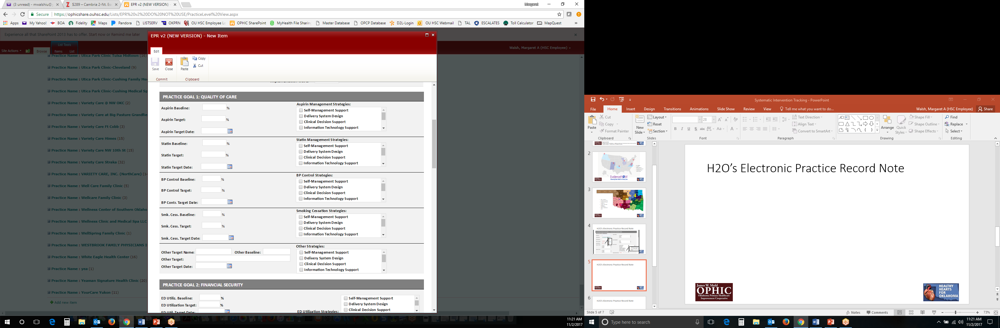 (3 unread) - mwalshiu@y
$289 – Cambria 2-Nt. Esc
EPR v2 (NEW VERSION) -
Margaret
Secure
https://ophicshare.ouhsc.edu/Lists/EPR%20v2%20DO%20NOT%20USE/PracticeLevel%20View.aspx
Apps My Yahoo! BOA Fidelity Maps Pandora LISTSERV OKPRN OU HSC Employee Lo OPHIC SharePoint MyHealth File Sharing Master Database OPCP Database D2L-Login OU HSC Webmail TAL ESCALATES Toll Calculator MapQuest »
Experience all that SharePoint 2013 has to offer. Start now or Remind me later
Site Actions Browse
List Tools
Items List
Walsh, Margaret A (HSC Employee)
Practice Name : Utica Park Clinic Tulsa Midtown (16)
Practice Name : Utica Park Clinic-Cleveland (9)
Practice Name : Utica Park Clinic-Cushing Family Me
Practice Name : Utica Park Clinic-Cushing Medical Sp
Practice Name : Variety Care @ NW OKC (2)
Practice Name : Variety Care at Big Pasture Grandfie
Practice Name : Variety Care Ft Cobb (3)
Practice Name : Variety Care Himes (15)
Practice Name : Variety Care NW 10th St (15)
Practice Name : Variety Care Straka (32)
Practice Name : VARIETY CARE, INC. (NorthCare) (14
Practice Name : Well Care Family Clinic (5)
Practice Name : Wellcare Family Clinic (3)
Practice Name : Wellness Center of Southern Oklaho
Practice Name : Wellness Clinic and Medical Spa LLC
Practice Name : WellSpring Family Clinic (1)
Practice Name : WESTBROOK FAMILY PHYSICIANS I
Practice Name : White Eagle Health Center (16)
Practice Name : yea (1)
Practice Name : Yeaman Signature Health Clinic (20)
Practice Name : YourCare Yukon (11)
Add new item
EPR v2 (NEW VERSION) - New Item
Edit
Save Close Paste Copy
Cut
Commit Clipboard
PRACTICE GOAL 1: QUALITY OF CARE
Aspirin Baseline: %
Aspirin Target: %
Aspirin Target Date:
Aspirin Management Strategies:
Self-Management Support
Delivery System Design
Clinical Decision Support
Information Technology Support
Statin Baseline: %
Statin Target: %
Statin Target Date:
Statin Management Strategies:
Self-Management Support
Delivery System Design
Clinical Decision Support
Information Technology Support
BP Control Baseline: %
BP Control Target: %
BP Contr. Target Date:
BP Control Strategies:
Self-Management Support
Delivery System Design
Clinical Decision Support
Information Technology Support
Smk. Cess. Baseline: %
Smk. Cess. Target: %
Smk. Cess. Target Date:
Smoking Cessation Strategies:
Self-Management Support
Delivery System Design
Clinical Decision Support
Information Technology Support
Other Target Name: Other Baseline:
Other Target:
Other Target Date:
Other Strategies:
Self-Management Support
Delivery System Design
Clinical Decision Support
Information Technology Support
PRACTICE GOAL 2: FINANCIAL SECURITY
ED Utiliz. Baseline: %
ED Utilization Target: %
ED Util. Target Date:
ED Utilization Strategies:
Self-Management Support
Delivery System Design
Clinical Decision Support
11:21 AM
11/2/2017
Systematic Intervention Tracking - PowerPoint
File Home Insert Design Transitions Animations Slide Show Review View Tell me what you want to do...
Walsh, Margaret A (HSC Employee) Share
Paste Cut
Copy
Format Painter
Clipboard
New Slide Layout
Reset
Section
Slides
28
B I U S abc AV Aa A
Font
Text Direction
Align Text
Convert to SmartArt
Paragraph
Arrange Quick Styles
Shape Fill
Shape Outline
Shape Effects
Drawing
Find
Replace
Select
Editing
2
EvidenceNOW
OPHIC
3
OPHIC
4
H2O's Electronic Practice Record Note
5
H2O's Electronic Practice Record Note
OPHIC
6
H2O's Electronic Practice Record Note
H2O's Electronic Practice Record Note
James W. Mold
OPHIC
Oklahoma Primary Healthcare
Improvement Cooperative
HEALTHY
HEARTS
FOR
OKLAHOMA
Slide 5 of 7
Notes Comments 73%
Type here to search
11:21 AM
11/2/2017